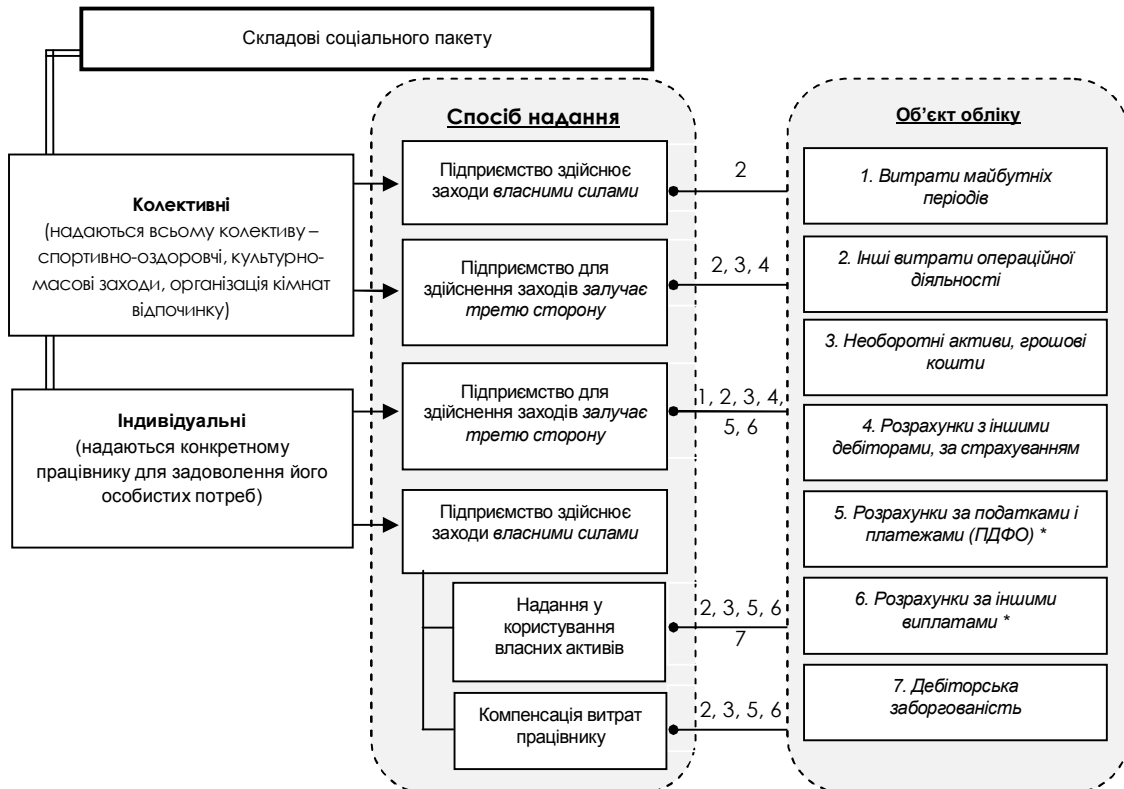 Складові соціального пакету
Колективні
(надаються всьому колективу –
спортивно-оздоровчі, культурно-
масові заходи, організація кімнат
відпочинку)
Індивідуальні
(надаються конкретному
працівнику для задоволення його
особистих потреб)
Спосіб надання
Підприємство здійснює
заходи власними силами
Підприємство для
здійснення заходів залучає
третю сторону
Підприємство для
здійснення заходів залучає
третю сторону
Підприємство здійснює
заходи власними силами
Надання у
користування
власних активів
Компенсація витрат
працівнику
2
2, 3, 4
1, 2, 3, 4,
5, 6
2, 3, 5, 6
7
2, 3, 5, 6
Об’єкт обліку
1. Витрати майбутніх
періодів
2. Інші витрати операційної
діяльності
3. Необоротні активи, грошові
кошти
4. Розрахунки з іншими
дебіторами, за страхуванням
5. Розрахунки за податками і
платежами (ПДФО) *
6. Розрахунки за іншими
виплатами *
7. Дебіторська
заборгованість